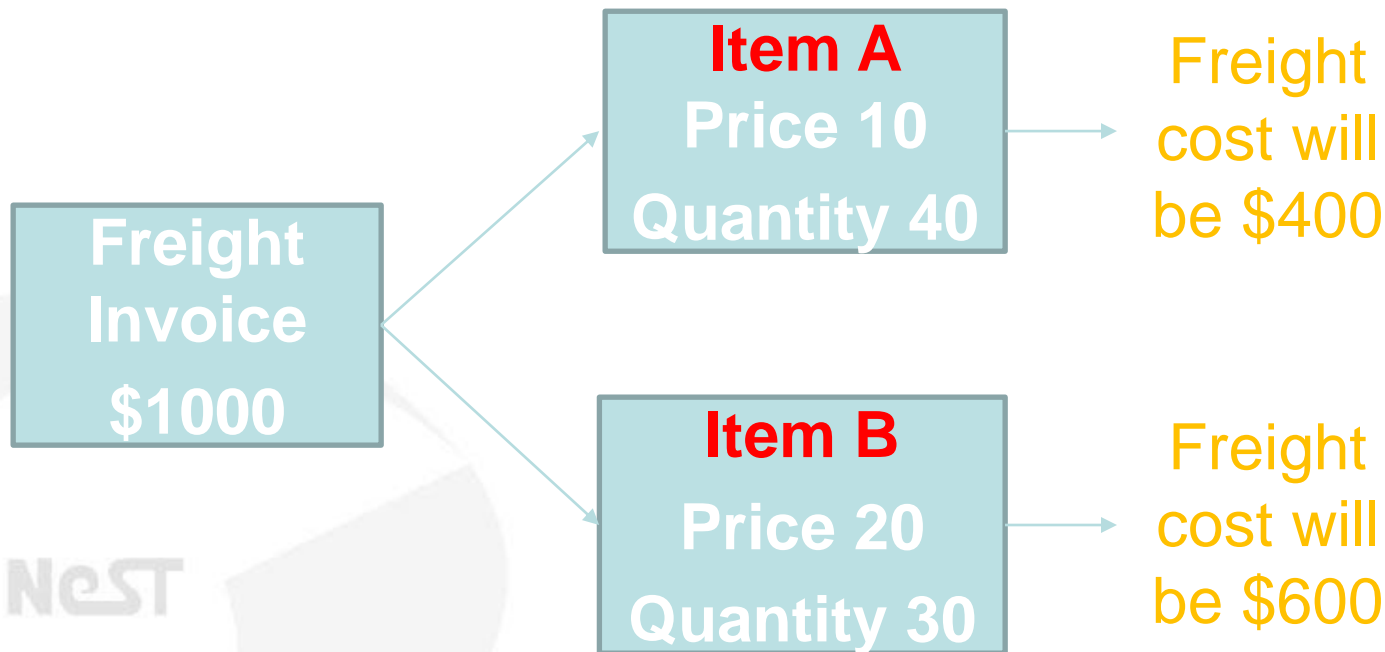 Freight
Invoice
$1000
Item A
Price 10
Quantity 40
Freight
cost will
be $400
Item B
Price 20
Quantity 30
Freight
cost will
be $600
NeST